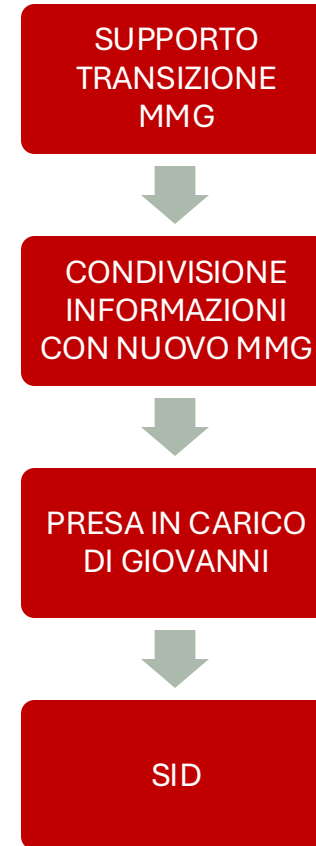 SUPPORTO
TRANSIZIONE
MMG
CONDIVISIONE
INFORMAZIONI
CON NUOVO MMG
PRESA IN CARICO
DI GIOVANNI
SID